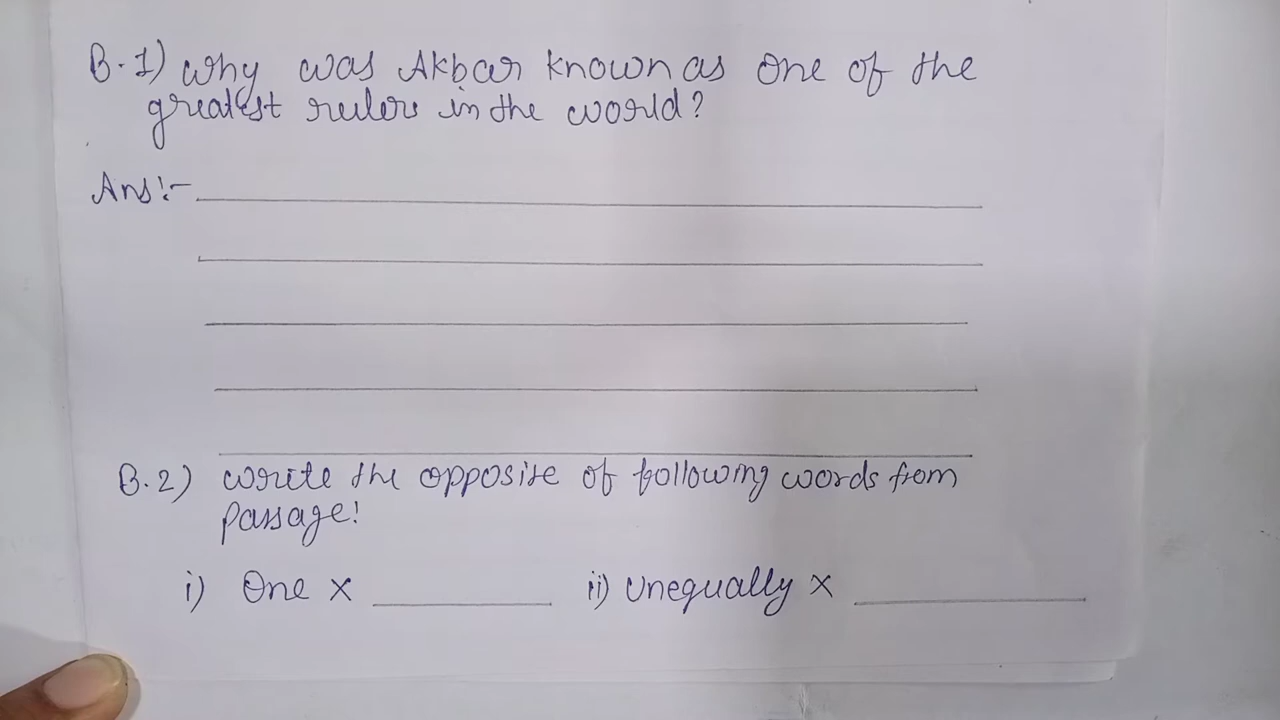 B.1) Why was Akbar known as one of the
greatest rulers in the world?
Ans:-
B.2) Write the opposite of following words from
passage:
i) One × ii) Unequally ×